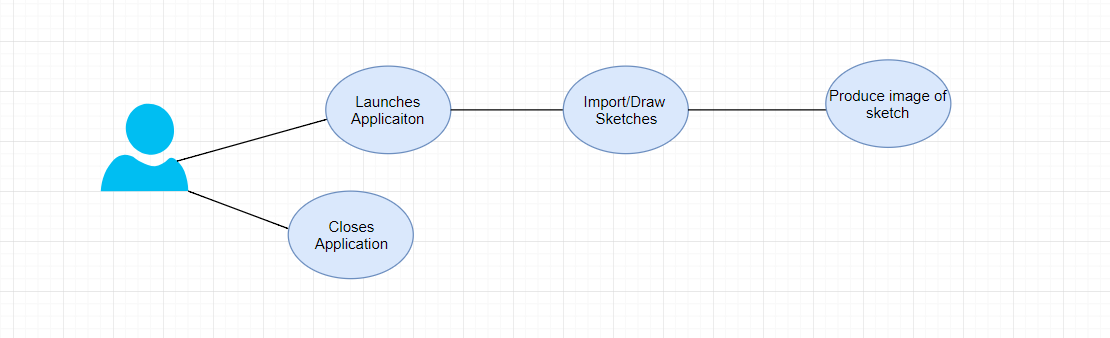 Launches
Applicaiton
Import/Draw
Sketches
Produce image of
sketch
Closes
Application